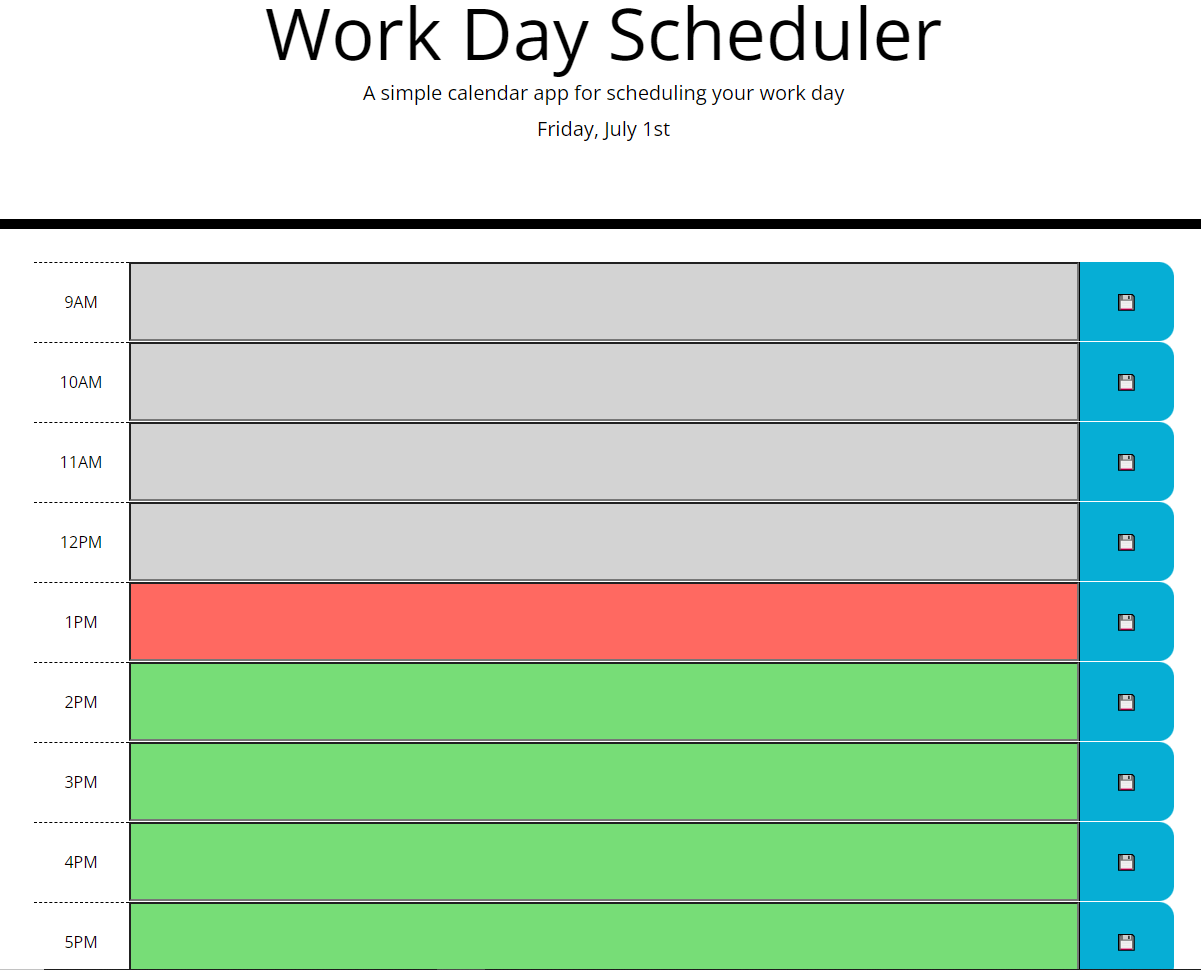 Work Day Scheduler
A simple calendar app for scheduling your work day
Friday, July 1st
9AM
10AM
11AM
12PM
1PM
2PM
3PM
4PM
5PM